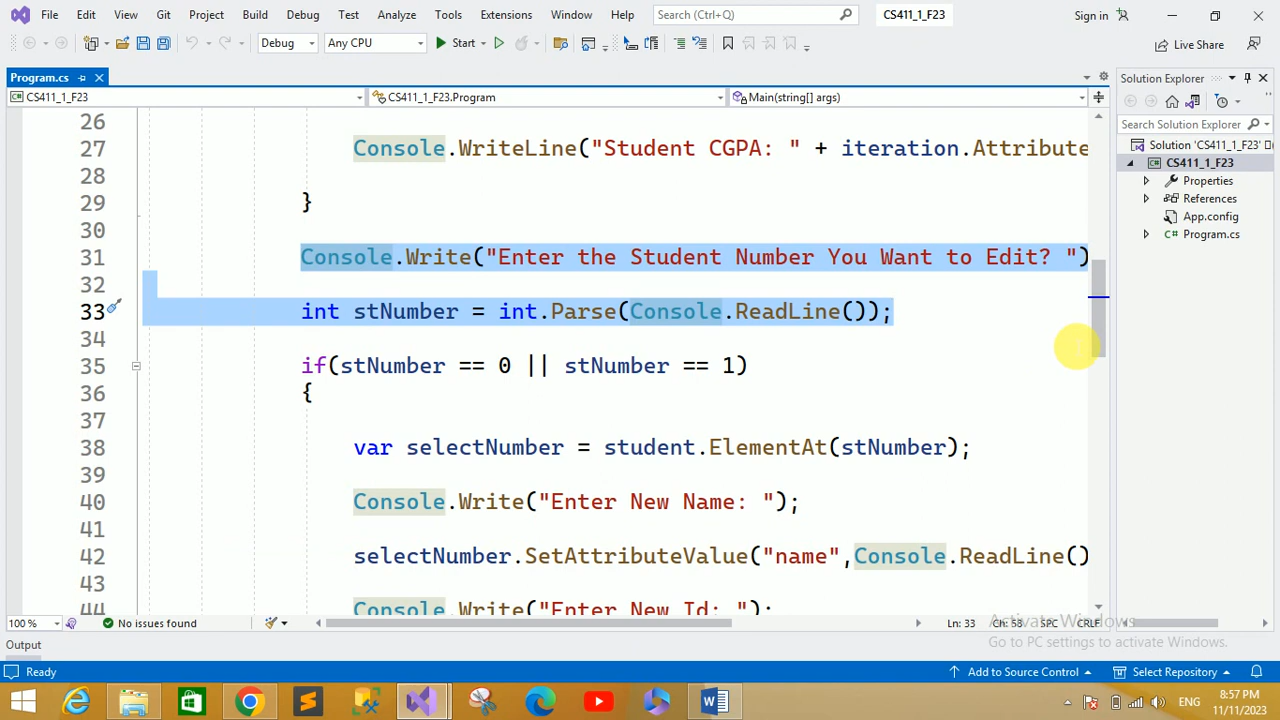 File Edit View Git Project Build Debug Test Analyze Tools Extensions Window Help Search (Ctrl+Q) CS411_1_F23 Sign in
Debug Any CPU Start Live Share
Program.cs Solution Explorer
CS411_1_F23 CS411_1_F23.Program Main(string[] args)
26
27 Console.WriteLine("Student CGPA: " + iteration.Attribute
28
29 }
30
31 Console.Write("Enter the Student Number You Want to Edit? ")
32
33 int stNumber = int.Parse(Console.ReadLine());
34
35 if(stNumber == 0 || stNumber == 1)
36 {
37
38 var selectNumber = student.ElementAt(stNumber);
39
40 Console.Write("Enter New Name: ");
41
42 selectNumber.SetAttributeValue("name",Console.ReadLine()
43
44 Console.Write("Enter New Id: ");
Search Solution Explorer
Solution 'CS411_1_F23'
CS411_1_F23
Properties
References
App.config
Program.cs
100 % No issues found Ln: 33 Ch: 58 SPC CRLF
Activate Windows
Go to PC settings to activate Windows.
Output
Ready Add to Source Control Select Repository
ENG 8:57 PM
11/11/2023